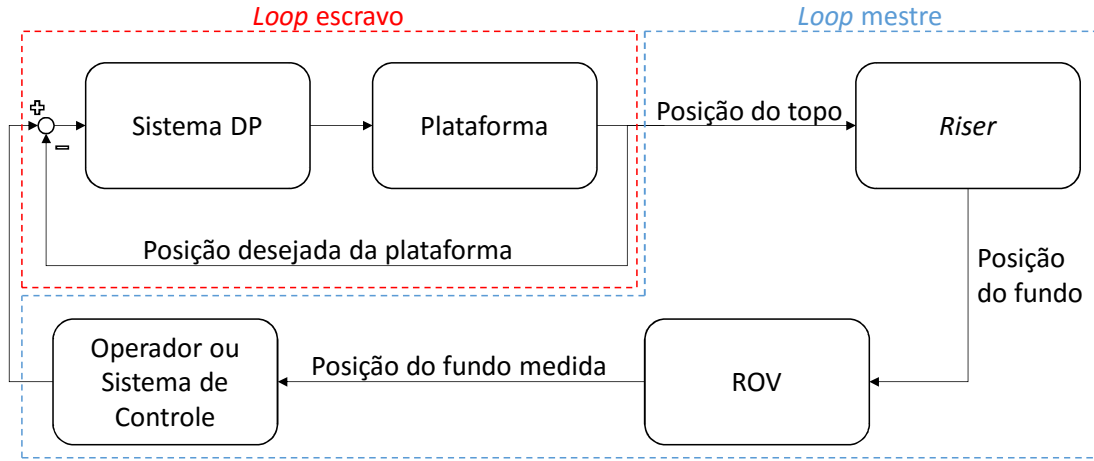 Loop escravo
Loop mestre
+
Sistema DP
Plataforma
Posição do topo
Riser
–
Posição desejada da plataforma
Posição
do fundo
Operador ou
Sistema de
Controle
Posição do fundo medida
ROV